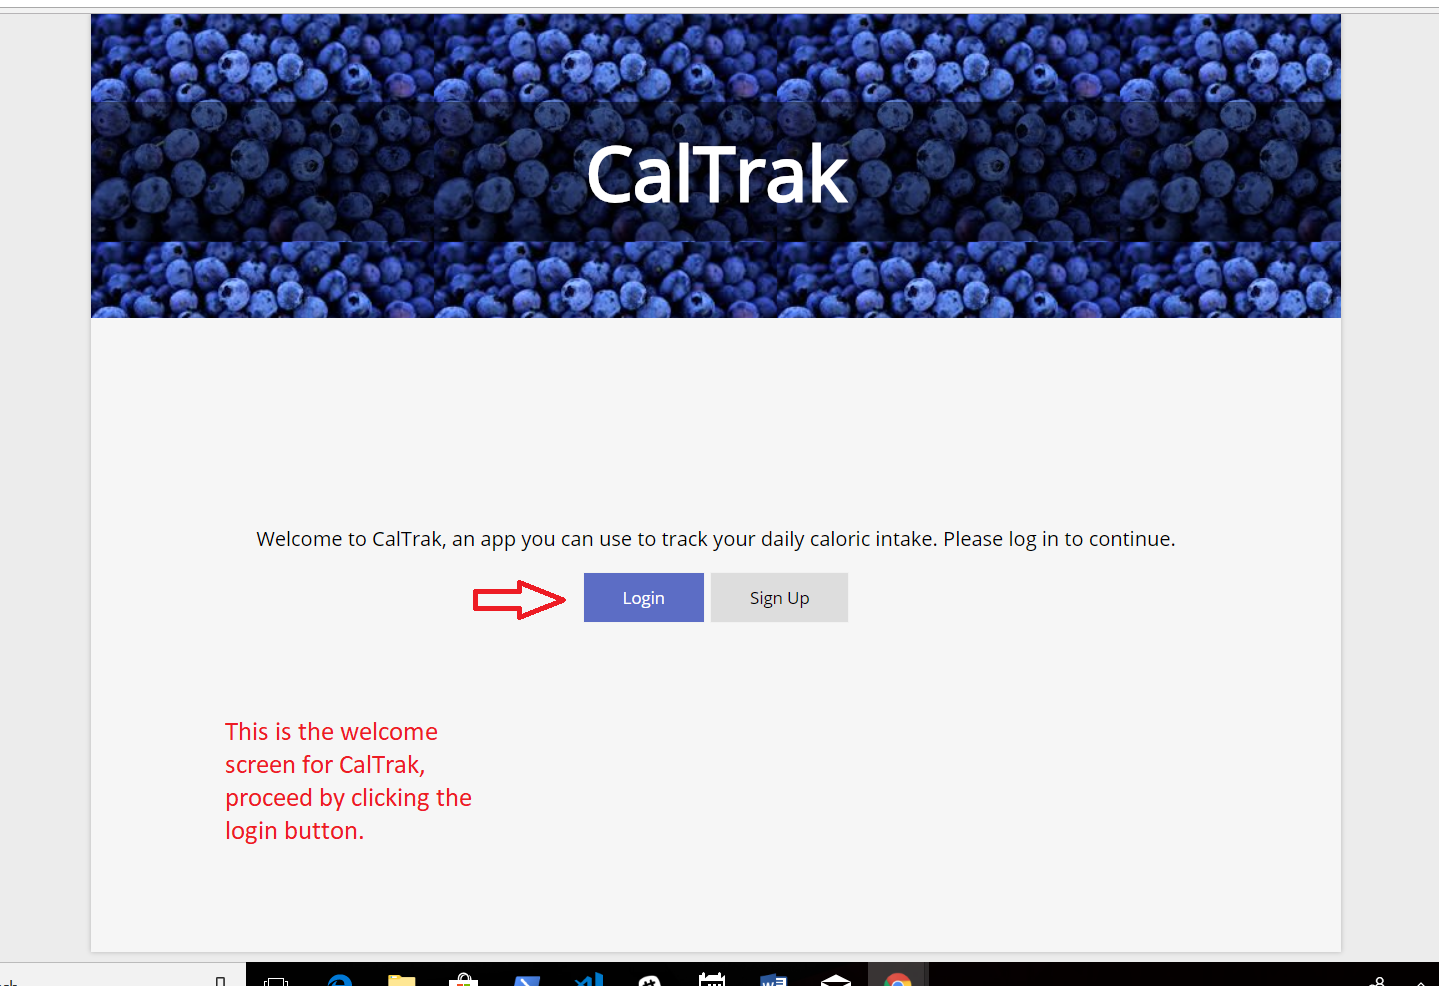 CalTrak
Welcome to CalTrak, an app you can use to track your daily caloric intake. Please log in to continue.
Login
Sign Up
This is the welcome
screen for CalTrak,
proceed by clicking the
login button.